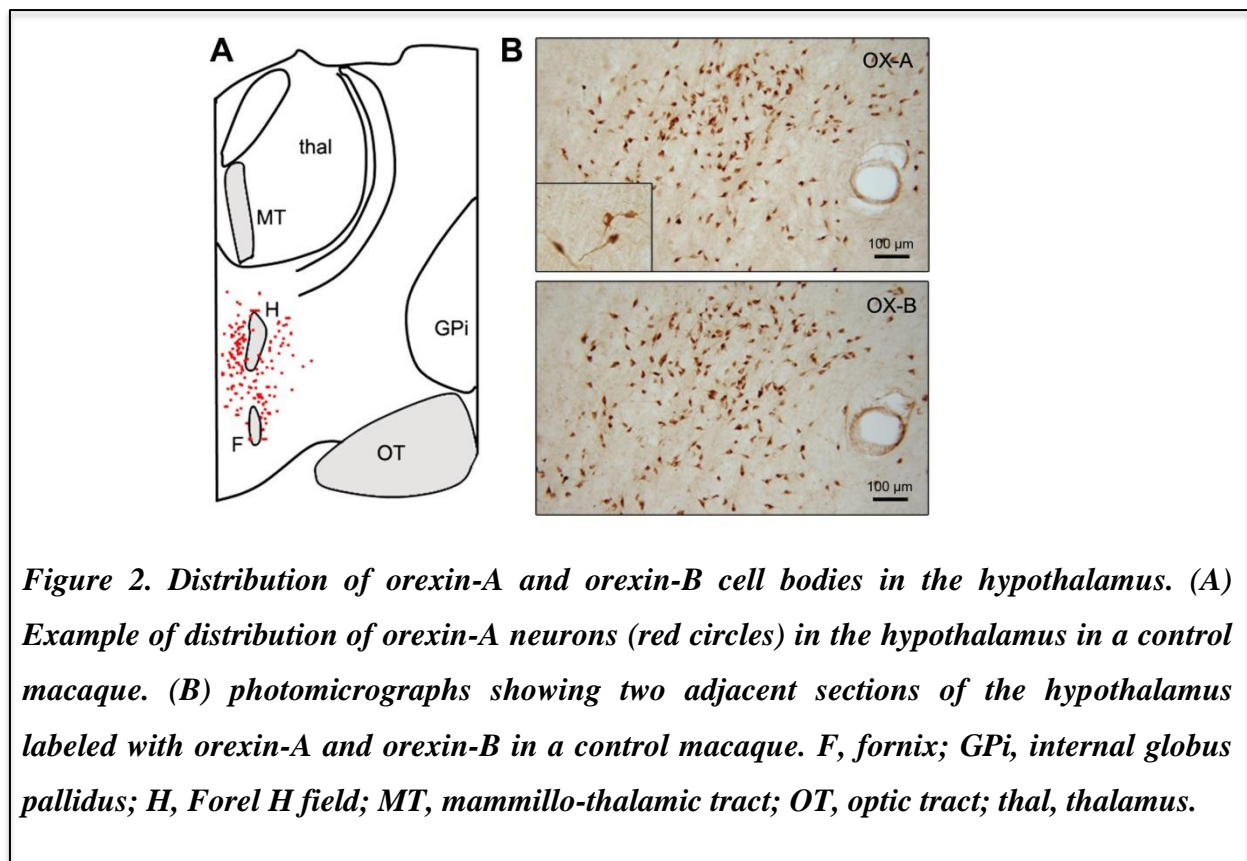 A
B
thal
MT
H
GPi
F
OT
OX-A
100 µm
OX-B
100 µm
Figure 2. Distribution of orexin-A and orexin-B cell bodies in the hypothalamus. (A)
Example of distribution of orexin-A neurons (red circles) in the hypothalamus in a control
macaque. (B) photomicrographs showing two adjacent sections of the hypothalamus
labeled with orexin-A and orexin-B in a control macaque. F, fornix; GPi, internal globus
pallidus; H, Forel H field; MT, mammillo-thalamic tract; OT, optic tract; thal, thalamus.